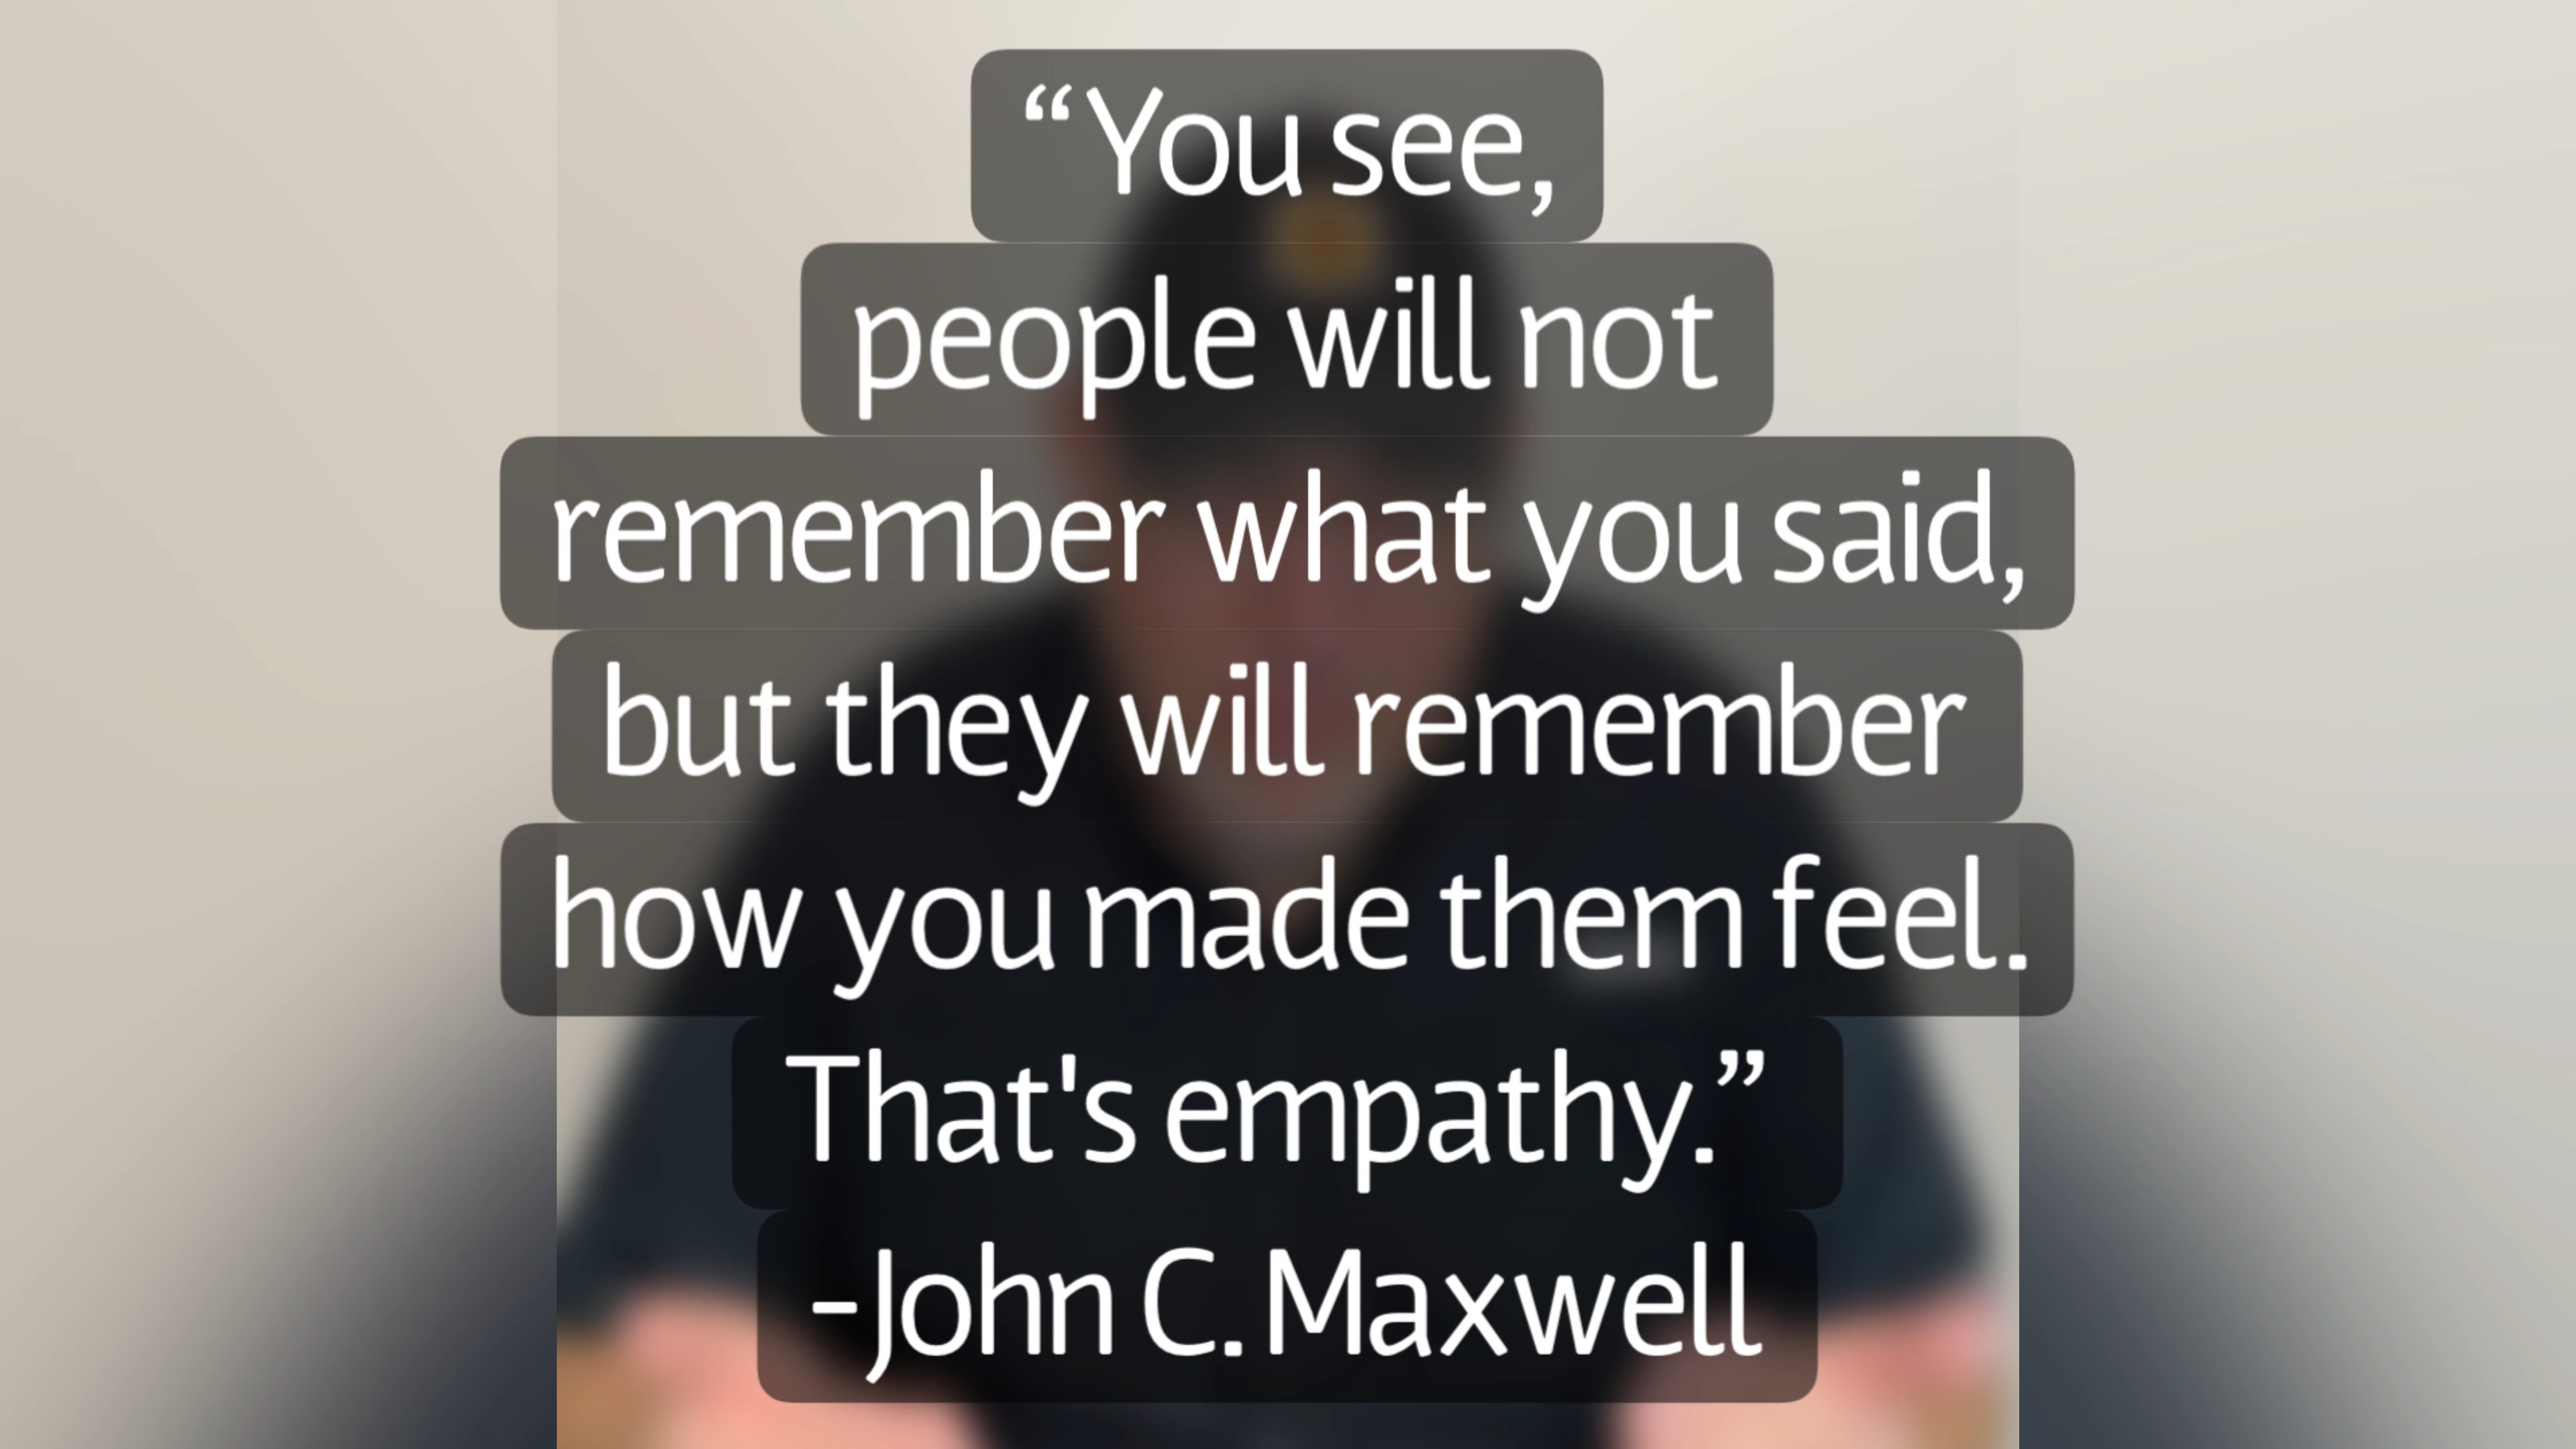 “You see,
people will not
remember what you said,
but they will remember
how you made them feel.
That's empathy.”
-John C. Maxwell